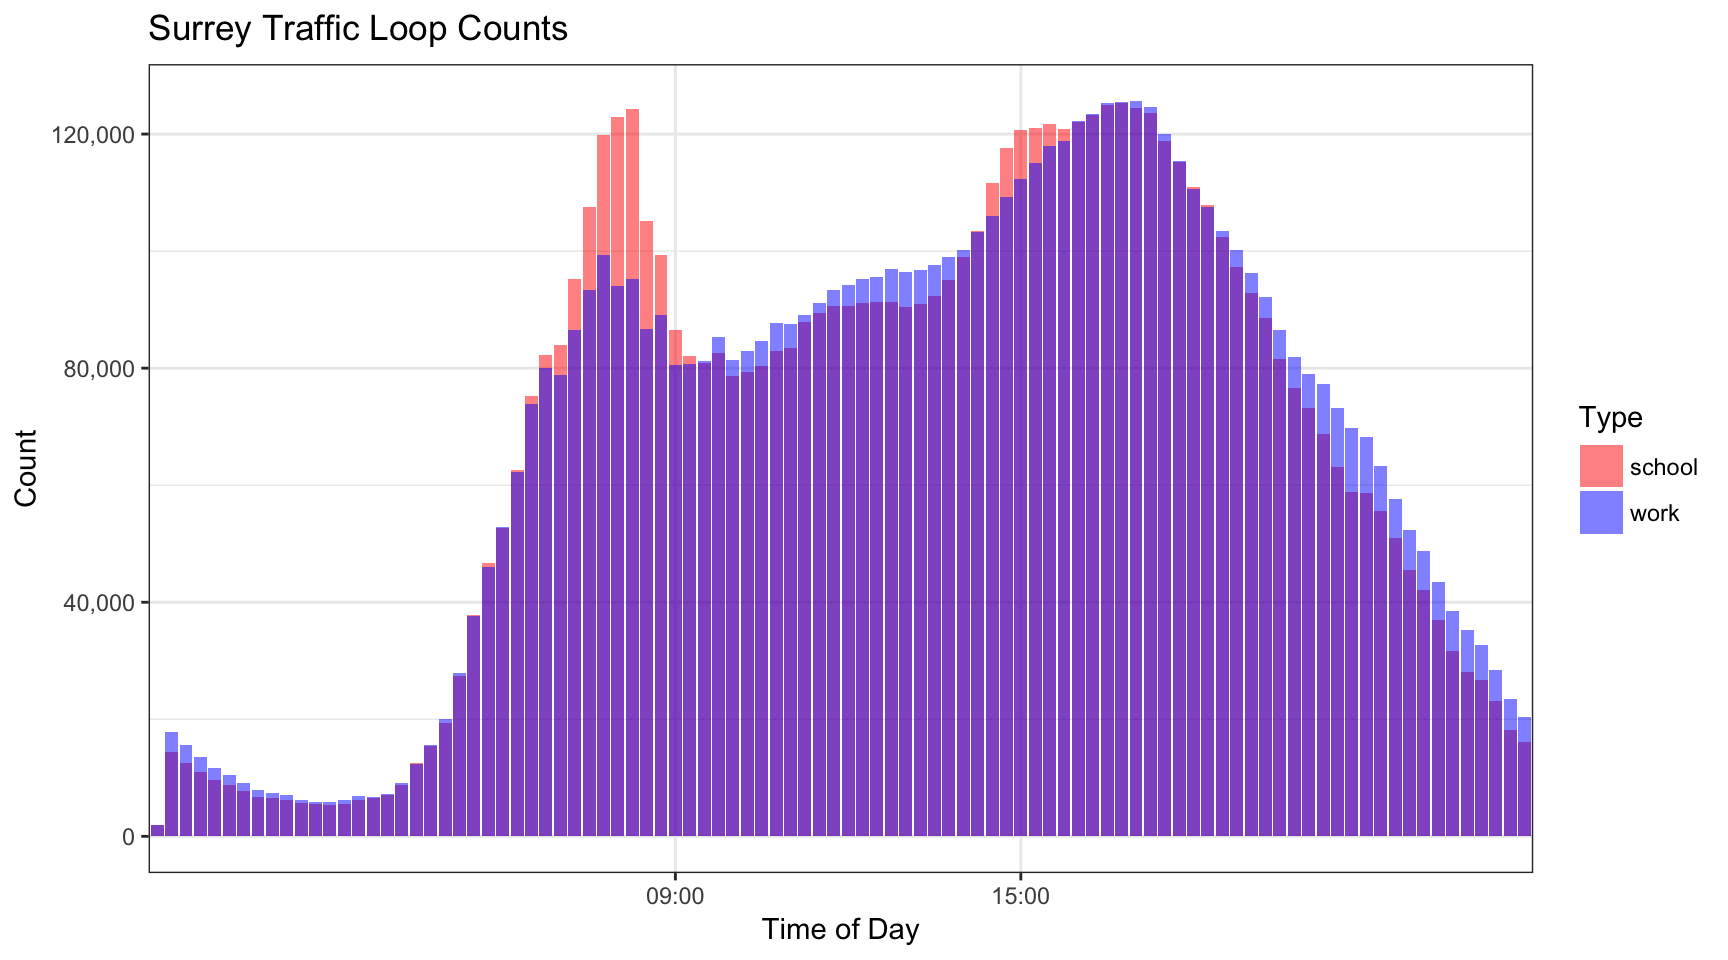 Surrey Traffic Loop Counts
120,000
80,000
40,000
0
Count
09:00
15:00
Time of Day
Type
school
work